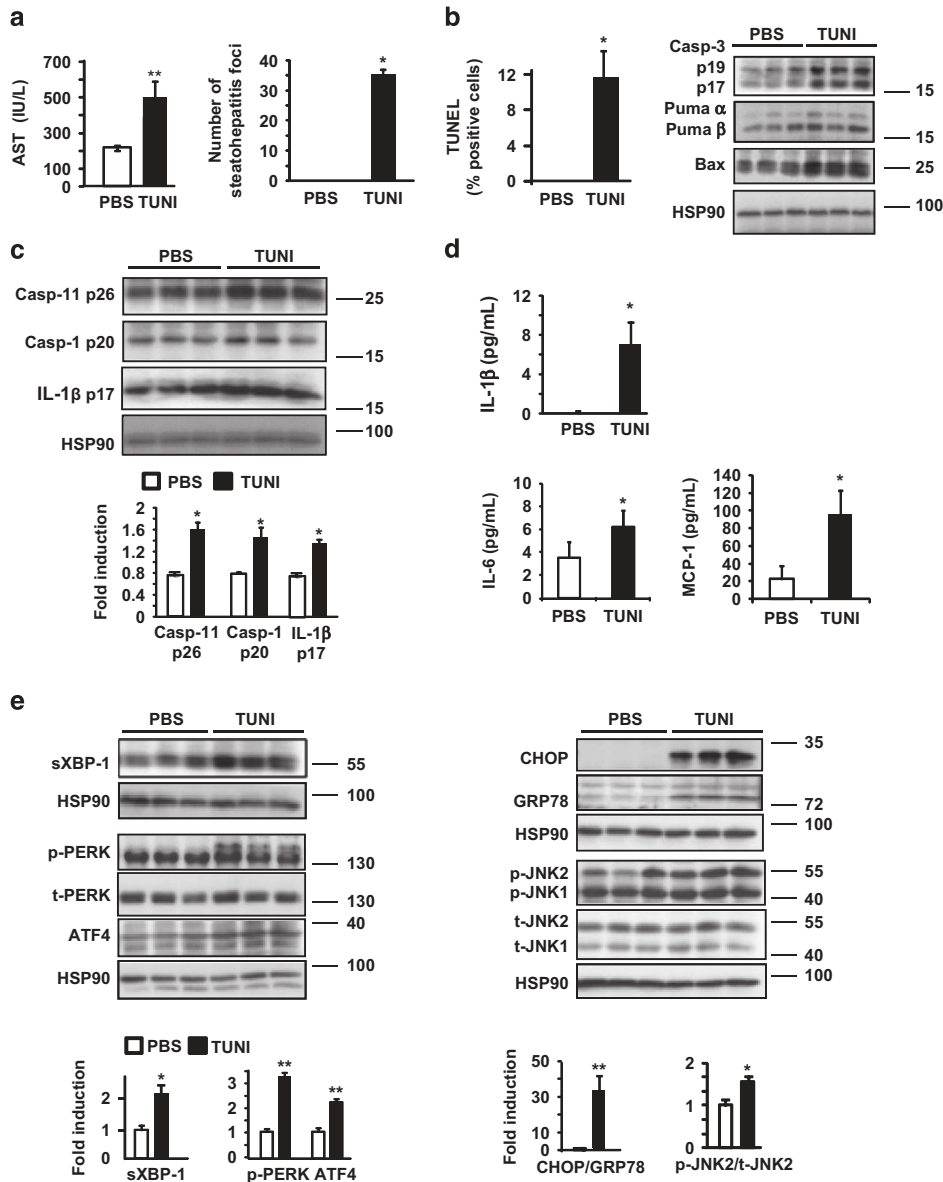 a
AST (IU/L)
700
500
350
200
0
**
PBS TUNI
Number of
steatohepatitis foci
40
30
20
10
0
*
PBS TUNI
b
TUNEL
(% positive cells)
12
8
4
0
*
PBS TUNI
PBS TUNI
Casp-3
p19
p17
15
Puma α
Puma β
15
Bax
25
HSP90
100
c
PBS TUNI
Casp-11 p26
25
Casp-1 p20
15
IL-1β p17
15
HSP90
100
PBS TUNI
Fold induction
2
1.6
1.2
0.8
0.4
0
*
*
*
Casp-11 Casp-1 IL-1β
p26 p20 p17
d
IL-1β (pg/mL)
12
8
4
0
*
PBS TUNI
IL-6 (pg/mL)
10
8
6
4
2
0
*
PBS TUNI
MCP-1 (pg/mL)
140
120
100
80
60
40
20
0
*
PBS TUNI
e
PBS TUNI
sXBP-1
55
HSP90
100
p-PERK
130
t-PERK
130
ATF4
40
HSP90
100
PBS TUNI
CHOP
35
GRP78
72
HSP90
100
p-JNK2
55
p-JNK1
40
t-JNK2
55
t-JNK1
40
HSP90
100
PBS TUNI
Fold induction
2
1
0
*
sXBP-1
3
2
1
0
**
**
p-PERK ATF4
Fold induction
50
30
10
0
**
CHOP/GRP78
2
1
0
*
p-JNK2/t-JNK2